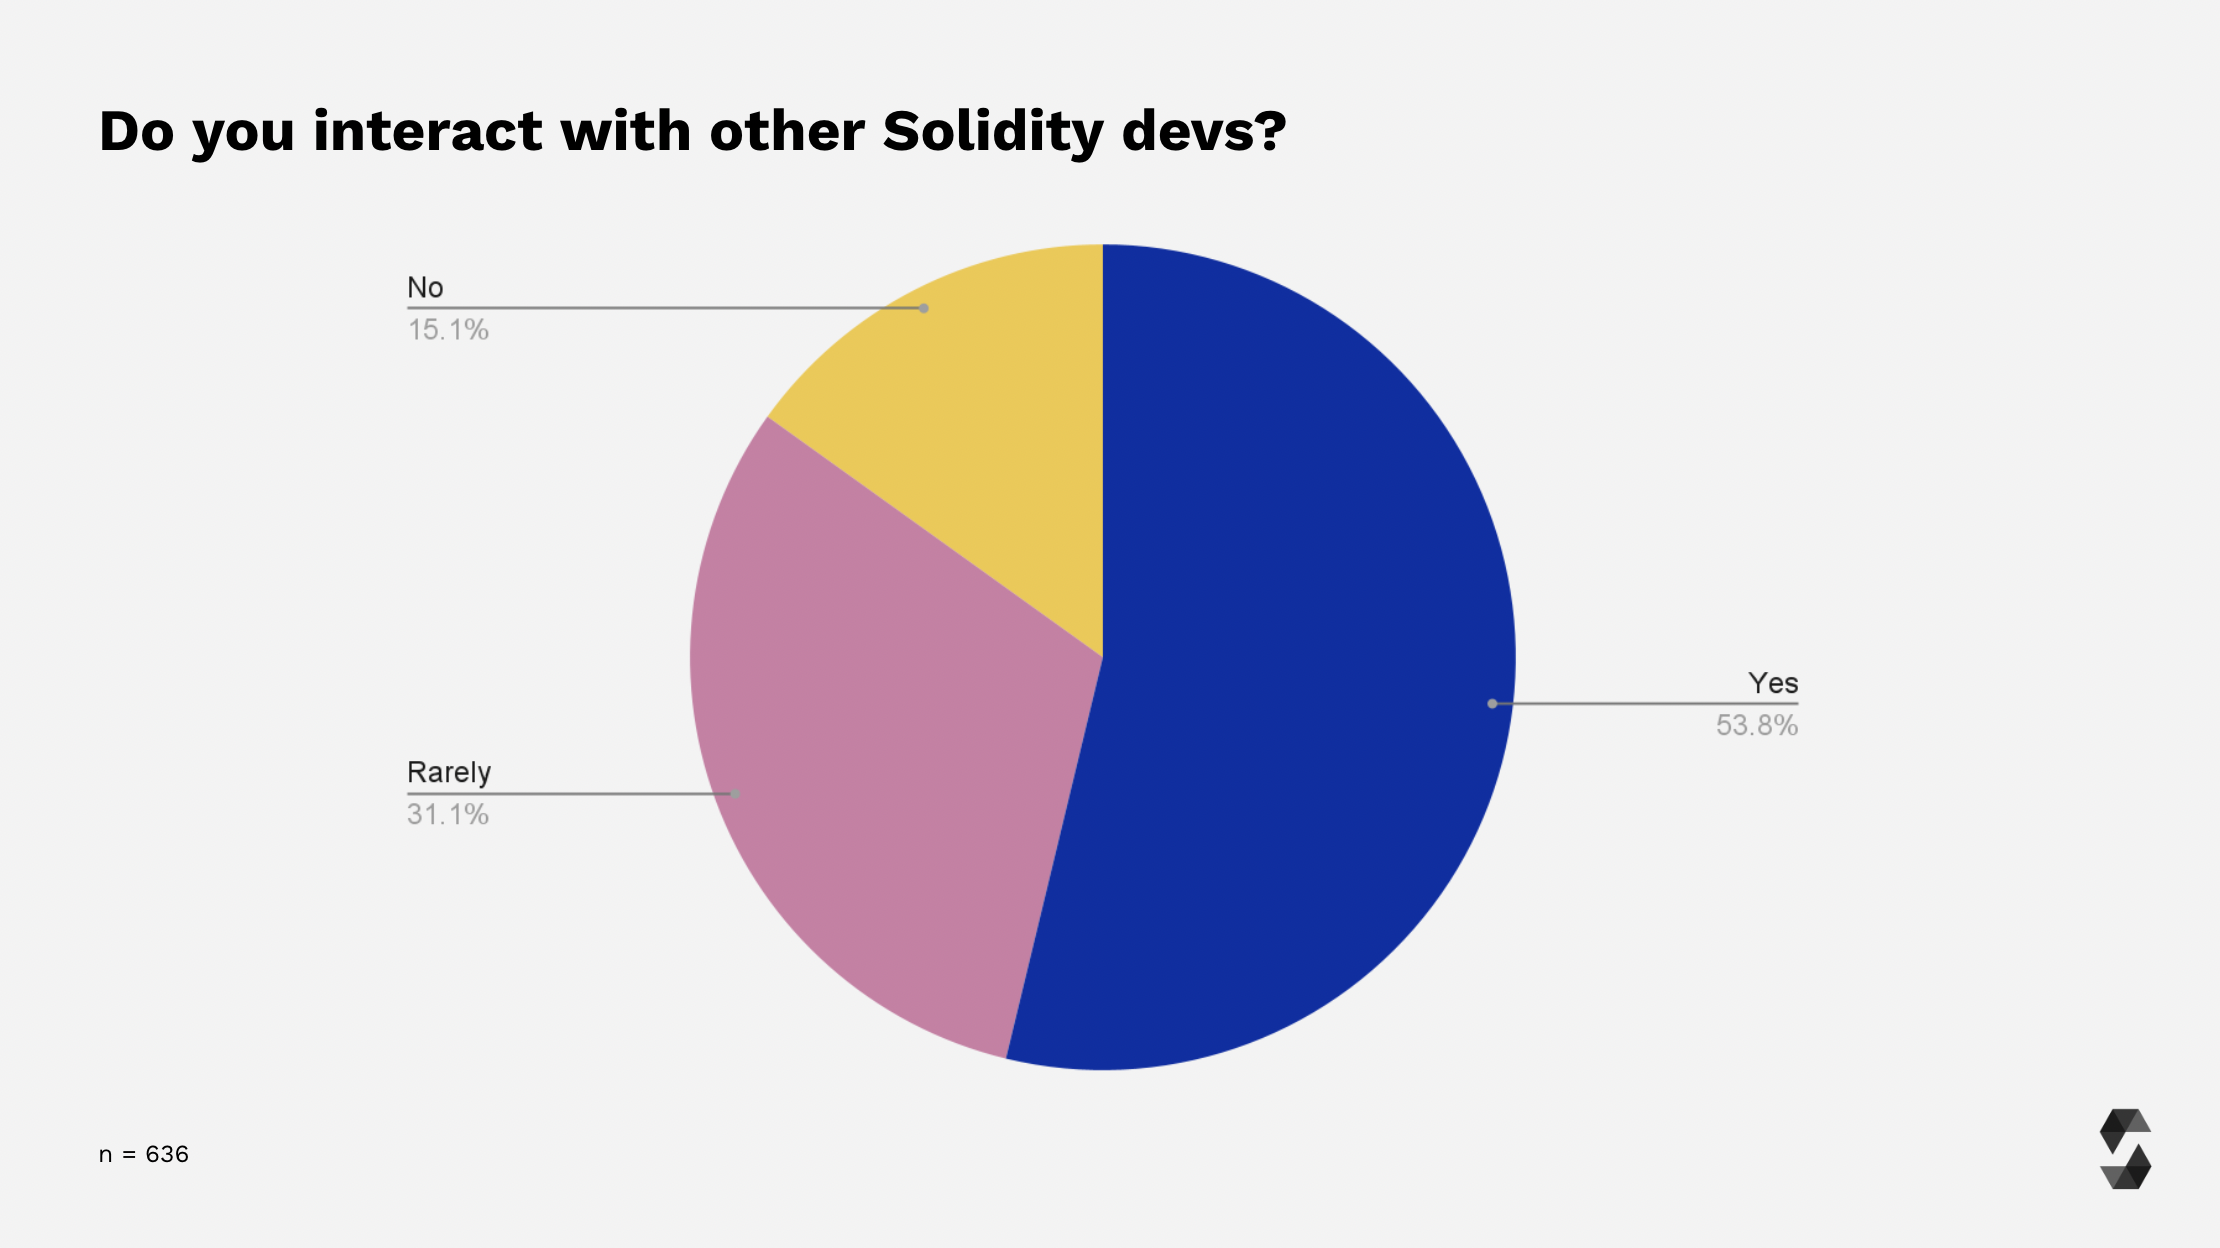 Do you interact with other Solidity devs?
No
15.1%
Yes
53.8%
Rarely
31.1%
n = 636